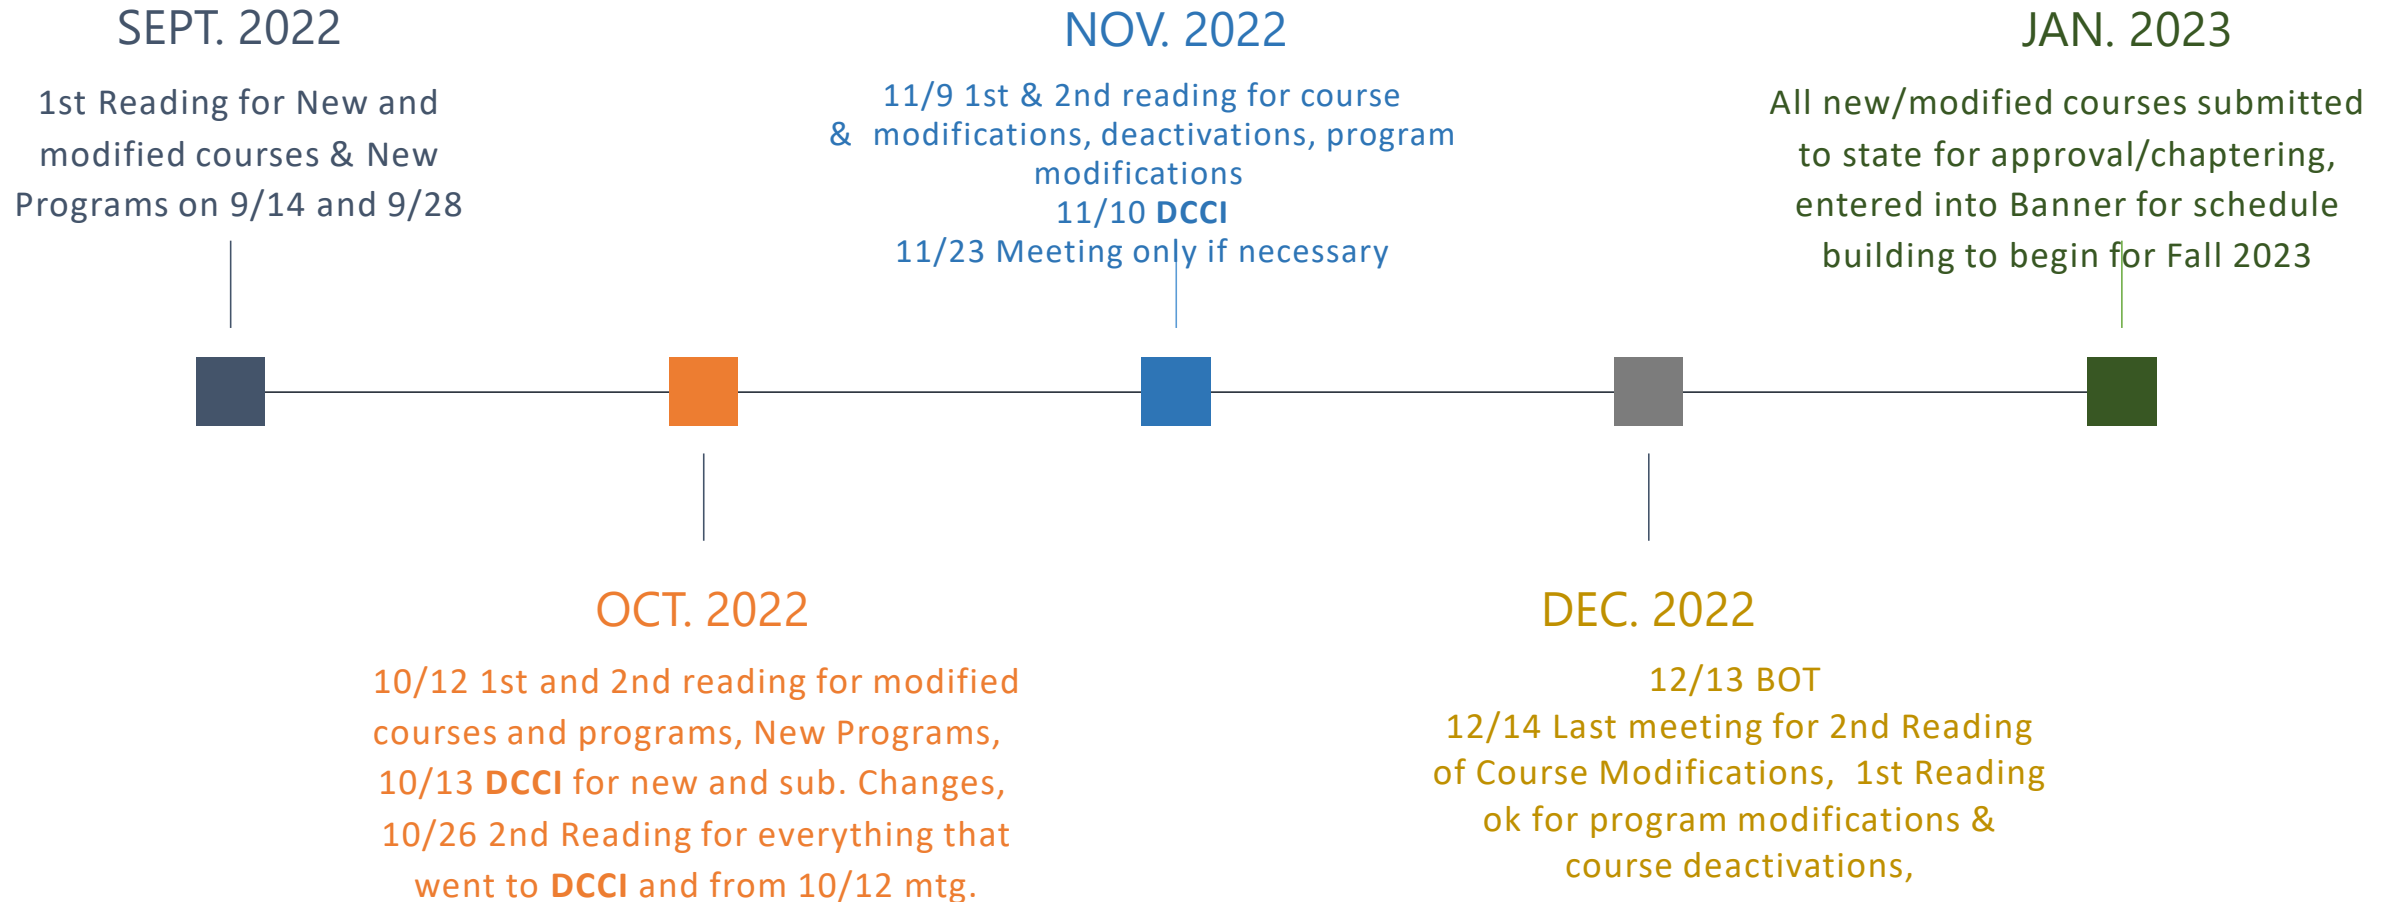 SEPT. 2022
1st Reading for New and
modified courses & New
Programs on 9/14 and 9/28
NOV. 2022
11/9 1st & 2nd reading for course
& modifications, deactivations, program
modifications
11/10 DCCI
11/23 Meeting only if necessary
JAN. 2023
All new/modified courses submitted
to state for approval/chaptering,
entered into Banner for schedule
building to begin for Fall 2023
OCT. 2022
10/12 1st and 2nd reading for modified
courses and programs, New Programs,
10/13 DCCI for new and sub. Changes,
10/26 2nd Reading for everything that
went to DCCI and from 10/12 mtg.
DEC. 2022
12/13 BOT
12/14 Last meeting for 2nd Reading
of Course Modifications, 1st Reading
ok for program modifications &
course deactivations,